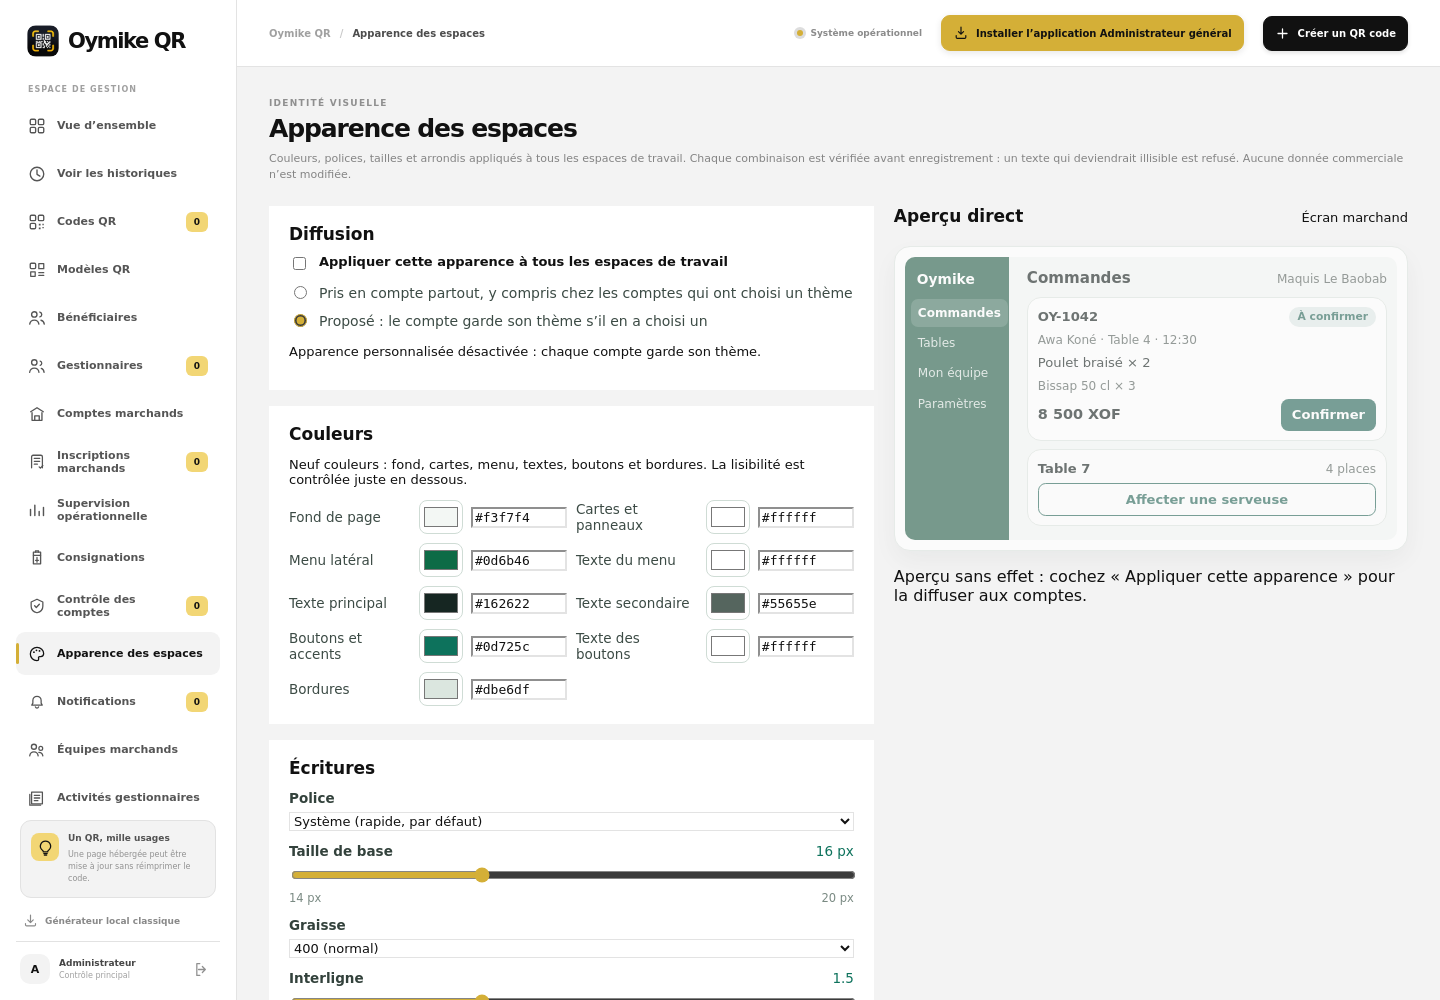 Oymike QR
ESPACE DE GESTION
Vue d’ensemble
Voir les historiques
Codes QR
0
Modèles QR
Bénéficiaires
Gestionnaires
0
Comptes marchands
Inscriptions
marchands
0
Supervision
opérationnelle
Consignations
Contrôle des
comptes
0
Apparence des espaces
Notifications
0
Équipes marchands
Activités gestionnaires
Un QR, mille usages
Une page hébergée peut être
mise à jour sans réimprimer le
code.
Générateur local classique
A
Administrateur
Contrôle principal
Oymike QR / Apparence des espaces
Système opérationnel
Installer l’application Administrateur général
Créer un QR code
IDENTITÉ VISUELLE
Apparence des espaces
Couleurs, polices, tailles et arrondis appliqués à tous les espaces de travail. Chaque combinaison est vérifiée avant enregistrement : un texte qui deviendrait illisible est refusé. Aucune donnée commerciale
n’est modifiée.
Diffusion
Appliquer cette apparence à tous les espaces de travail
Pris en compte partout, y compris chez les comptes qui ont choisi un thème
Proposé : le compte garde son thème s’il en a choisi un
Apparence personnalisée désactivée : chaque compte garde son thème.
Couleurs
Neuf couleurs : fond, cartes, menu, textes, boutons et bordures. La lisibilité est
contrôlée juste en dessous.
Fond de page
#f3f7f4
Cartes et
panneaux
#ffffff
Menu latéral
#0d6b46
Texte du menu
#ffffff
Texte principal
#162622
Texte secondaire
#55655e
Boutons et
accents
#0d725c
Texte des
boutons
#ffffff
Bordures
#dbe6df
Écritures
Police
Système (rapide, par défaut)
Taille de base
16 px
14 px
20 px
Graisse
400 (normal)
Interligne
1.5
Aperçu direct
Écran marchand
Oymike
Commandes
Tables
Mon équipe
Paramètres
Commandes
Maquis Le Baobab
OY-1042
À confirmer
Awa Koné · Table 4 · 12:30
Poulet braisé × 2
Bissap 50 cl × 3
8 500 XOF
Confirmer
Table 7
4 places
Affecter une serveuse
Aperçu sans effet : cochez « Appliquer cette apparence » pour
la diffuser aux comptes.